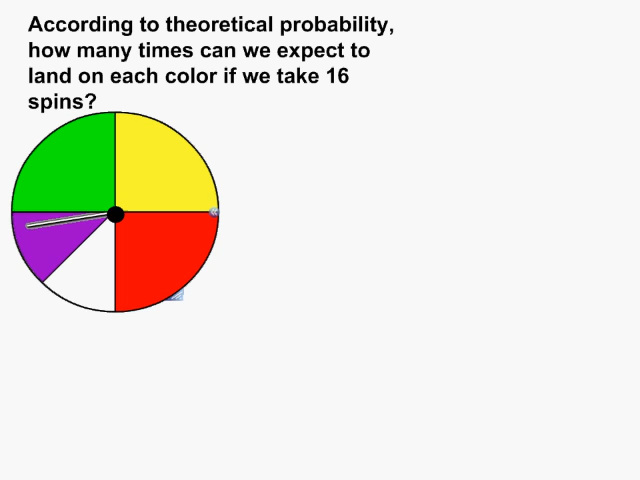 According to theoretical probability,
how many times can we expect to
land on each color if we take 16
spins?